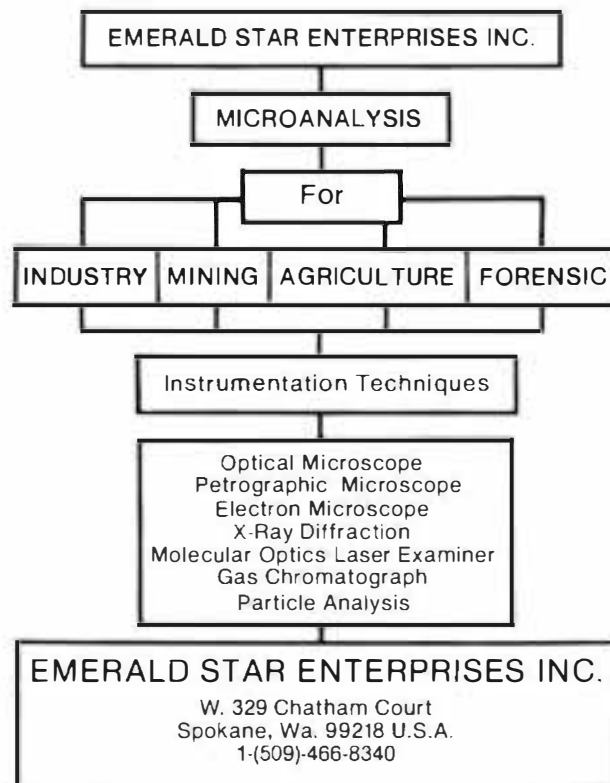 EMERALD STAR ENTERPRISES INC.
MICROANALYSIS
For
INDUSTRY MINING AGRICULTURE FORENSIC
Instrumentation Techniques
Optical Microscope
Petrographic Microscope
Electron Microscope
X-Ray Diffraction
Molecular Optics Laser Examiner
Gas Chromatograph
Particle Analysis
EMERALD STAR ENTERPRISES INC.
W. 329 Chatham Court
Spokane, Wa. 99218 U.S.A.
1-(509)-466-8340